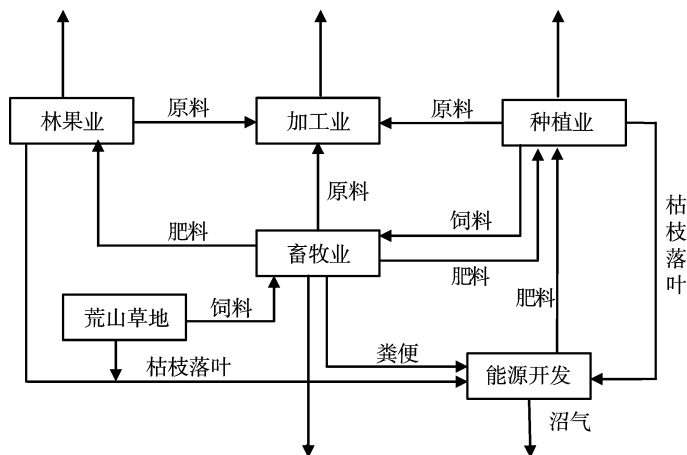 原料
原料
林果业
加工业
种植业
原料
枯枝落叶
饲料
肥料
畜牧业
肥料
饲料
肥料
荒山草地
粪便
枯枝落叶
能源开发
沼气